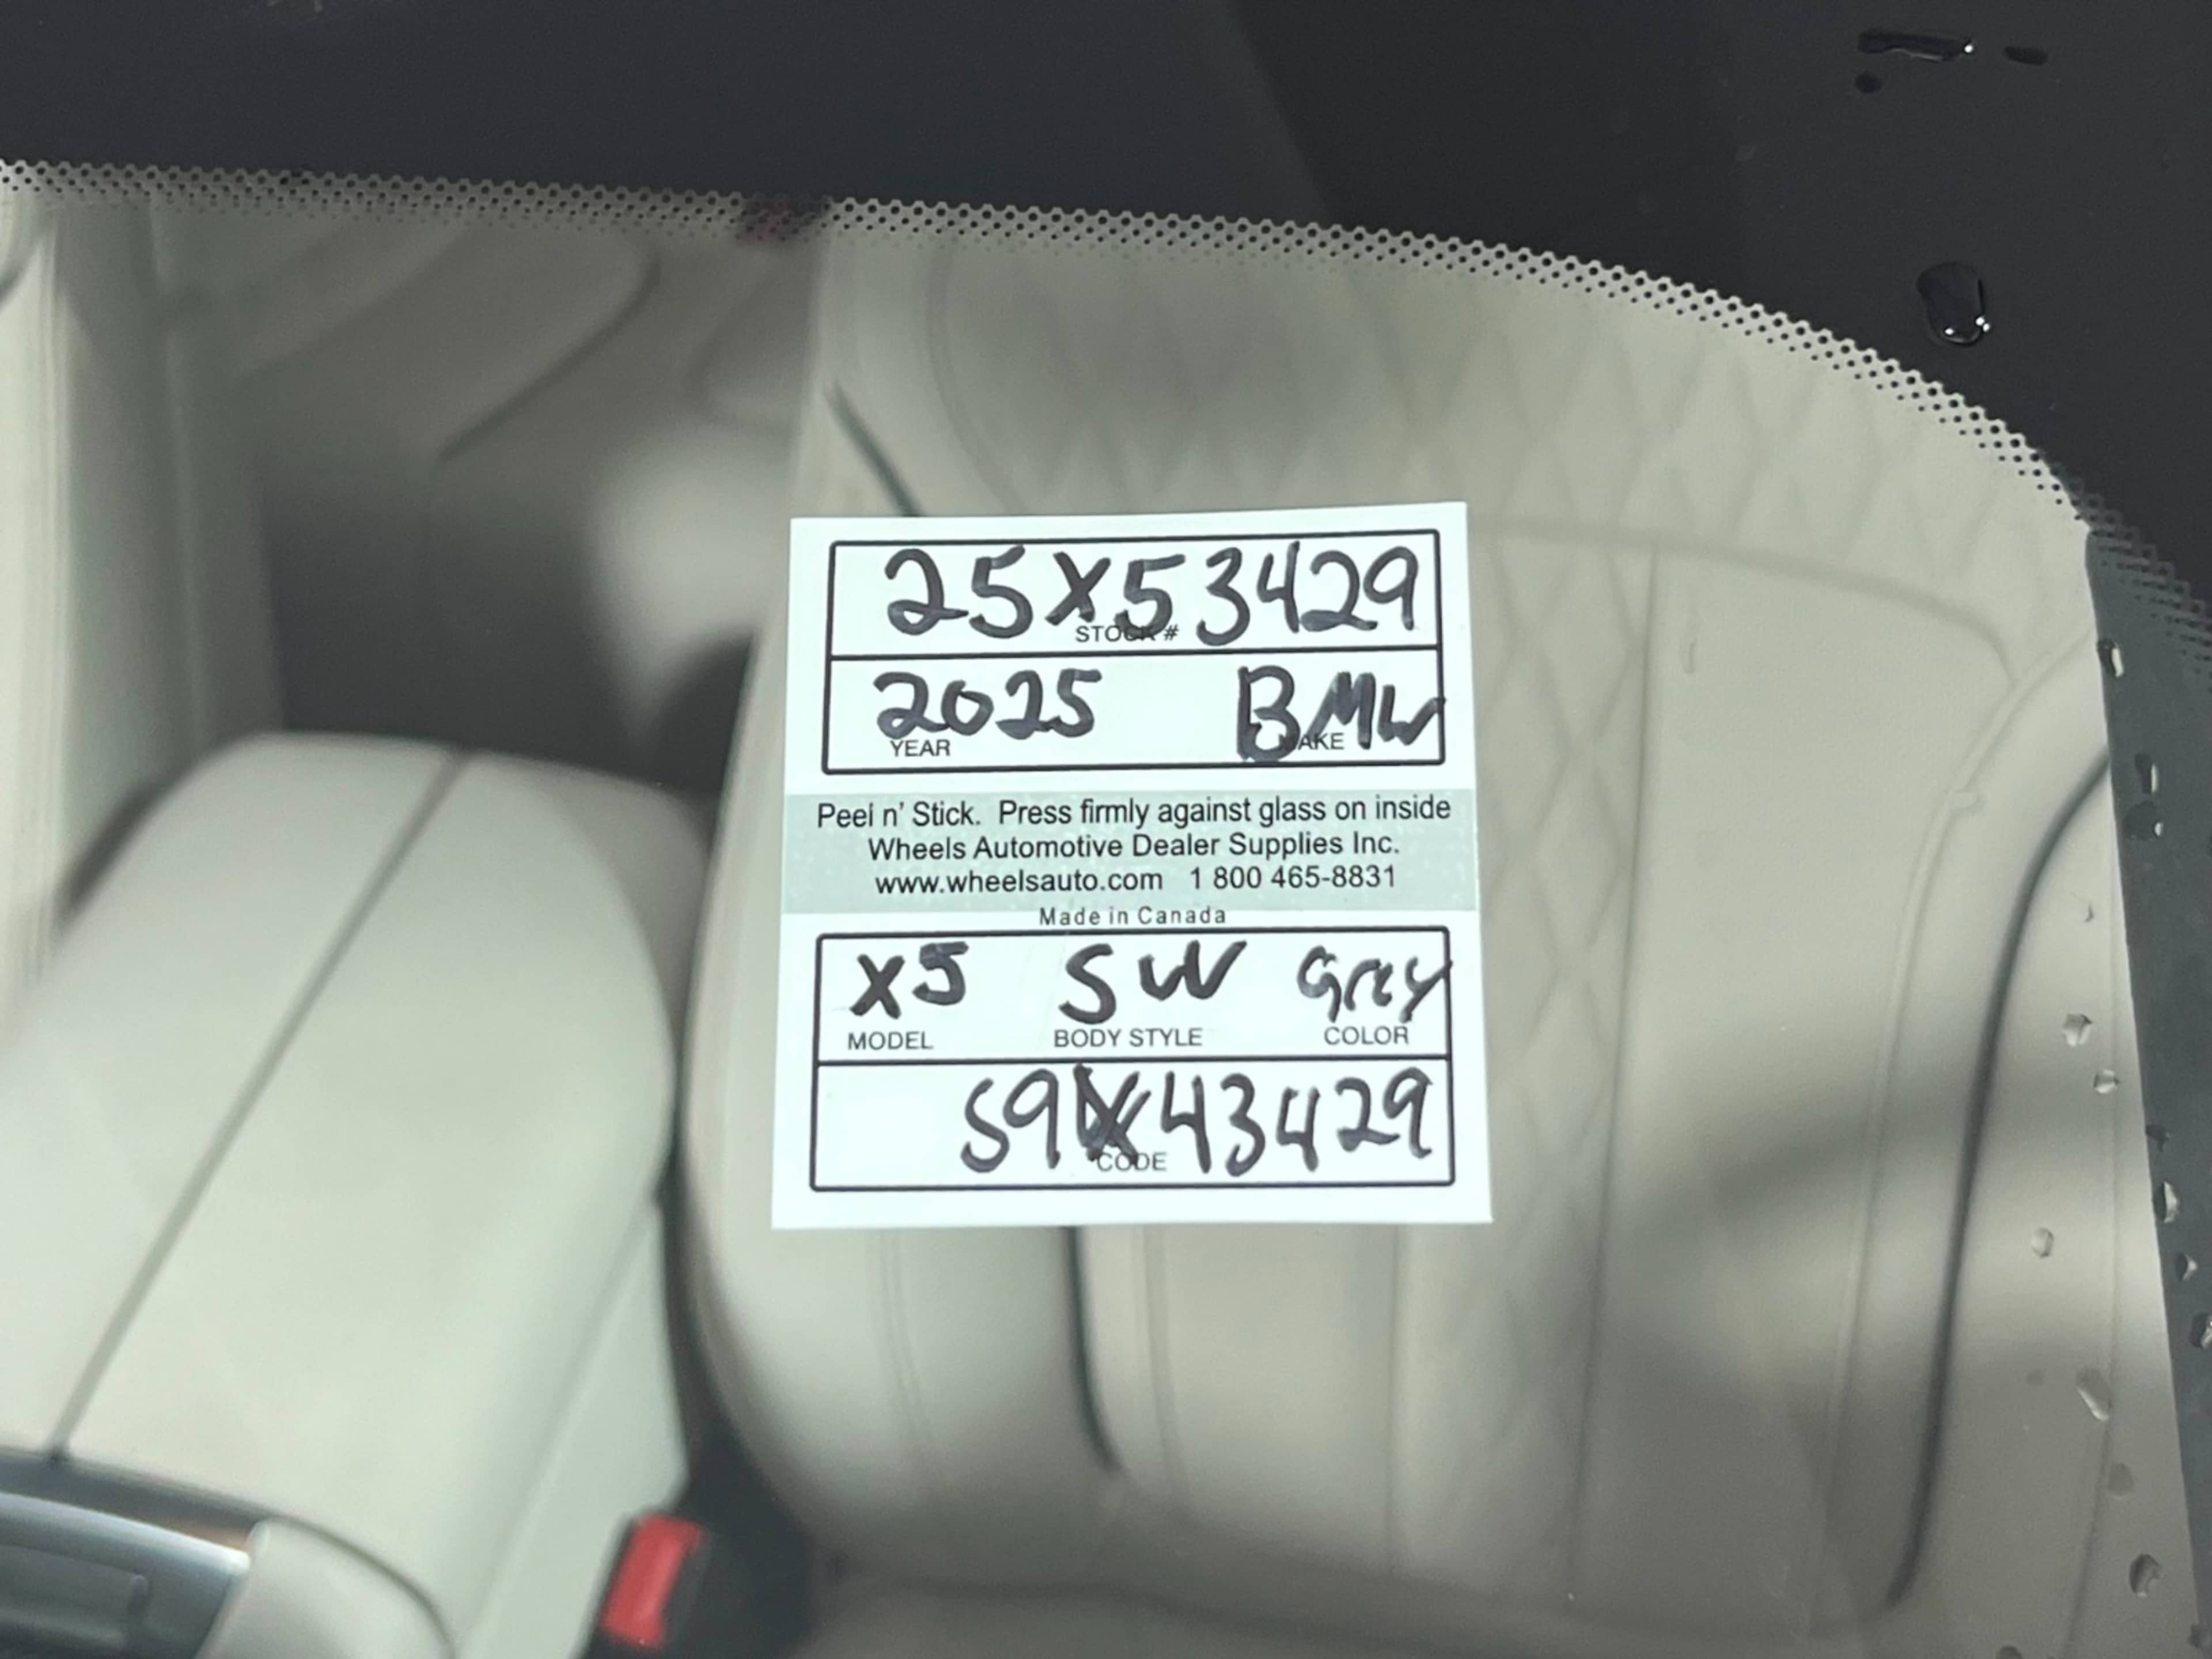 25X53429
STOCK #
2025 BMW
YEAR MAKE
Peel n' Stick. Press firmly against glass on inside
Wheels Automotive Dealer Supplies Inc.
www.wheelsauto.com 1 800 465-8831
Made in Canada
X5 SW Grey
MODEL BODY STYLE COLOR
S9X43429
CODE